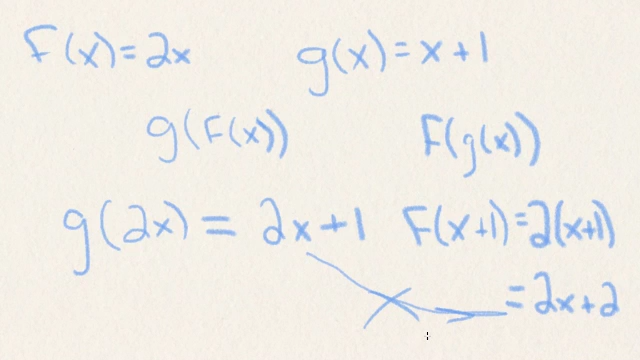 F(x)=2x g(x)=x+1
g(F(x)) F(g(x))
g(2x) = 2x+1 F(x+1)=2(x+1)
=2x+2